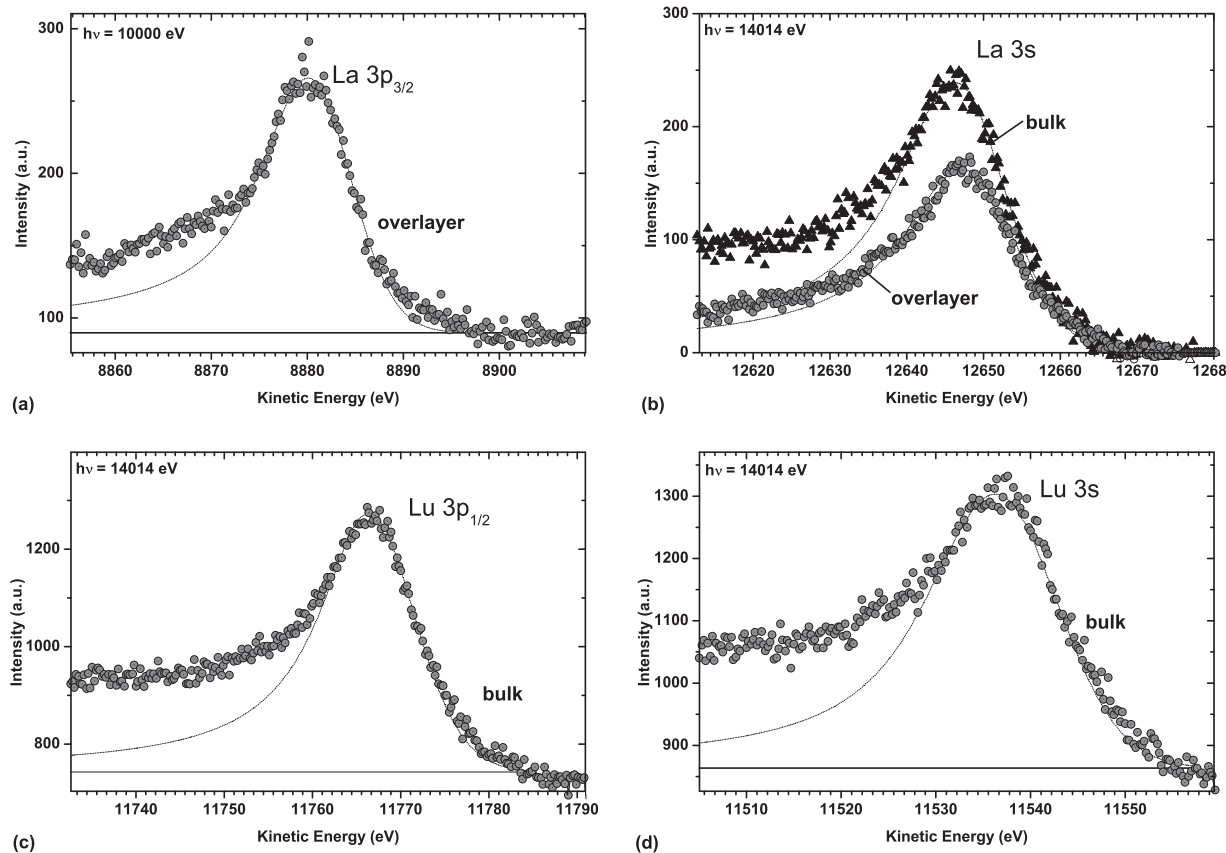 hν = 10000 eV
La 3p3/2
overlayer
300
200
100
Intensity (a.u.)
8860 8870 8880 8890 8900
Kinetic Energy (eV)
(a)
hν = 14014 eV
La 3s
bulk
overlayer
300
200
100
0
Intensity (a.u.)
12620 12630 12640 12650 12660 12670 1268
Kinetic Energy (eV)
(b)
hν = 14014 eV
Lu 3p1/2
bulk
1200
1000
800
Intensity (a.u.)
11740 11750 11760 11770 11780 11790
Kinetic Energy (eV)
(c)
hν = 14014 eV
Lu 3s
bulk
1300
1200
1100
1000
900
Intensity (a.u.)
11510 11520 11530 11540 11550
Kinetic Energy (eV)
(d)